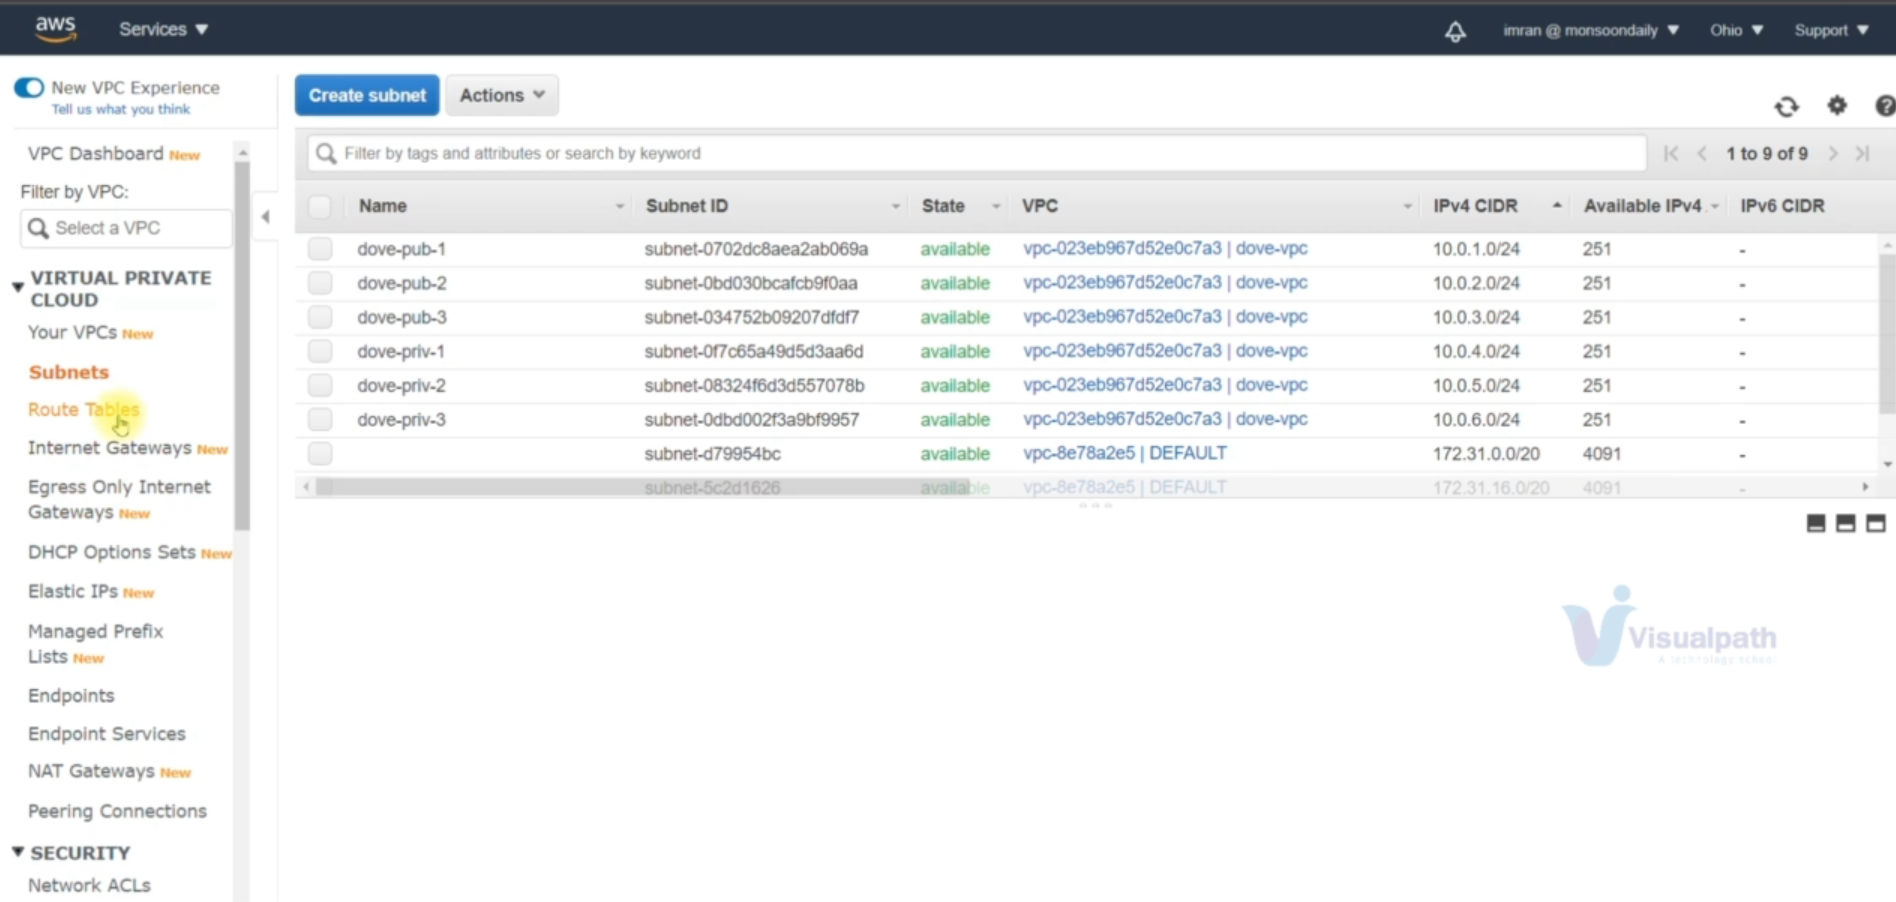 aws Services imran @ monsoondaily Ohio Support
New VPC Experience
Tell us what you think
VPC Dashboard New
Filter by VPC:
Select a VPC
VIRTUAL PRIVATE
CLOUD
Your VPCs New
Subnets
Route Tables
Internet Gateways New
Egress Only Internet
Gateways New
DHCP Options Sets New
Elastic IPs New
Managed Prefix
Lists New
Endpoints
Endpoint Services
NAT Gateways New
Peering Connections
SECURITY
Network ACLs
Create subnet Actions
Filter by tags and attributes or search by keyword 1 to 9 of 9
Name Subnet ID State VPC IPv4 CIDR Available IPv4 IPv6 CIDR
dove-pub-1 subnet-0702dc8aea2ab069a available vpc-023eb967d52e0c7a3 | dove-vpc 10.0.1.0/24 251 -
dove-pub-2 subnet-0bd030bcafcb9f0aa available vpc-023eb967d52e0c7a3 | dove-vpc 10.0.2.0/24 251 -
dove-pub-3 subnet-034752b09207dfdf7 available vpc-023eb967d52e0c7a3 | dove-vpc 10.0.3.0/24 251 -
dove-priv-1 subnet-0f7c65a49d5d3aa6d available vpc-023eb967d52e0c7a3 | dove-vpc 10.0.4.0/24 251 -
dove-priv-2 subnet-08324f6d3d557078b available vpc-023eb967d52e0c7a3 | dove-vpc 10.0.5.0/24 251 -
dove-priv-3 subnet-0dbd002f3a9bf9957 available vpc-023eb967d52e0c7a3 | dove-vpc 10.0.6.0/24 251 -
subnet-d79954bc available vpc-8e78a2e5 | DEFAULT 172.31.0.0/20 4091 -
subnet-5c2d1626 available vpc-8e78a2e5 | DEFAULT 172.31.16.0/20 4091 -
Visualpath
A technology school